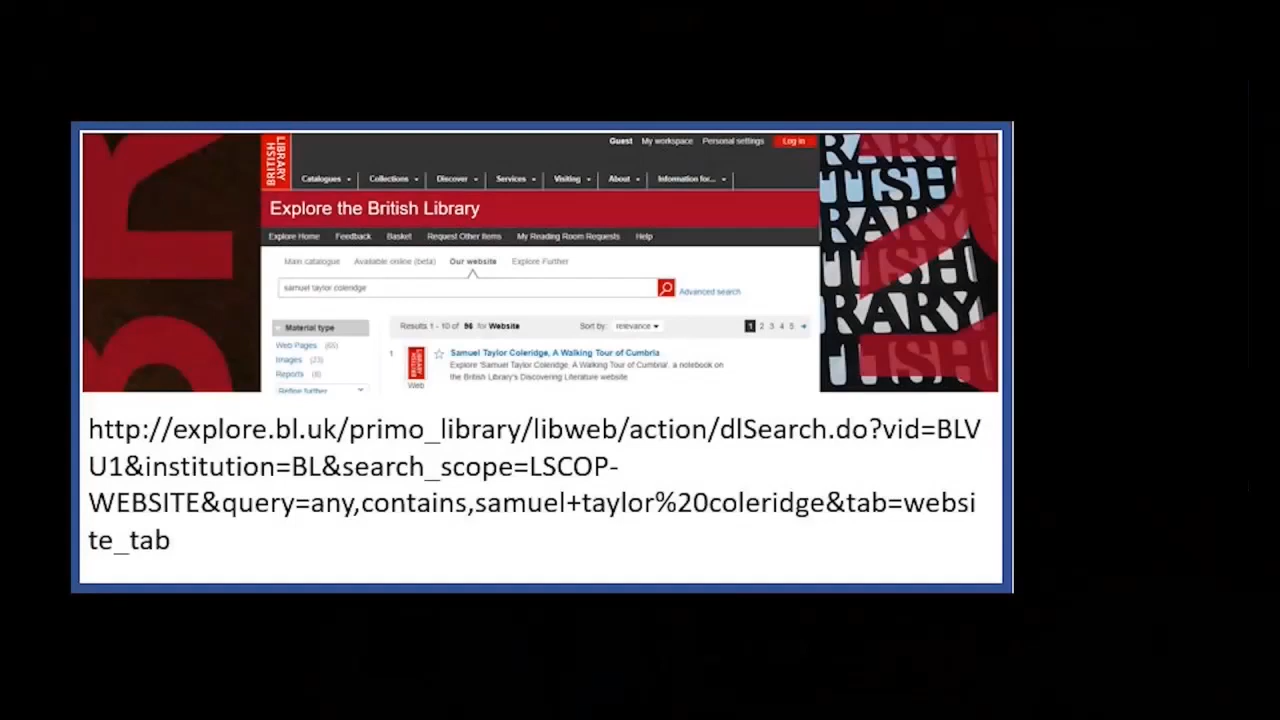 BRITISH LIBRARY
Guest My workspace Personal settings Log in
Catalogues Collections Discover Services Visiting About Information for...
Explore the British Library
Explore Home Feedback Basket Request Other Items My Reading Room Requests Help
Main catalogue Available online (beta) Our website Explore Further
samuel taylor coleridge
Advanced search
Material type
Results 1 - 10 of 96 for Website Sort by: relevance 1 2 3 4 5
Web Pages
Images (23)
Reports
Refine further
1 Samuel Taylor Coleridge, A Walking Tour of Cumbria
Explore 'Samuel Taylor Coleridge, A Walking Tour of Cumbria', a notebook on
the British Library's Discovering Literature website
Web
http://explore.bl.uk/primo_library/libweb/action/dlSearch.do?vid=BLV
U1&institution=BL&search_scope=LSCOP-
WEBSITE&query=any,contains,samuel+taylor%20coleridge&tab=websi
te_tab